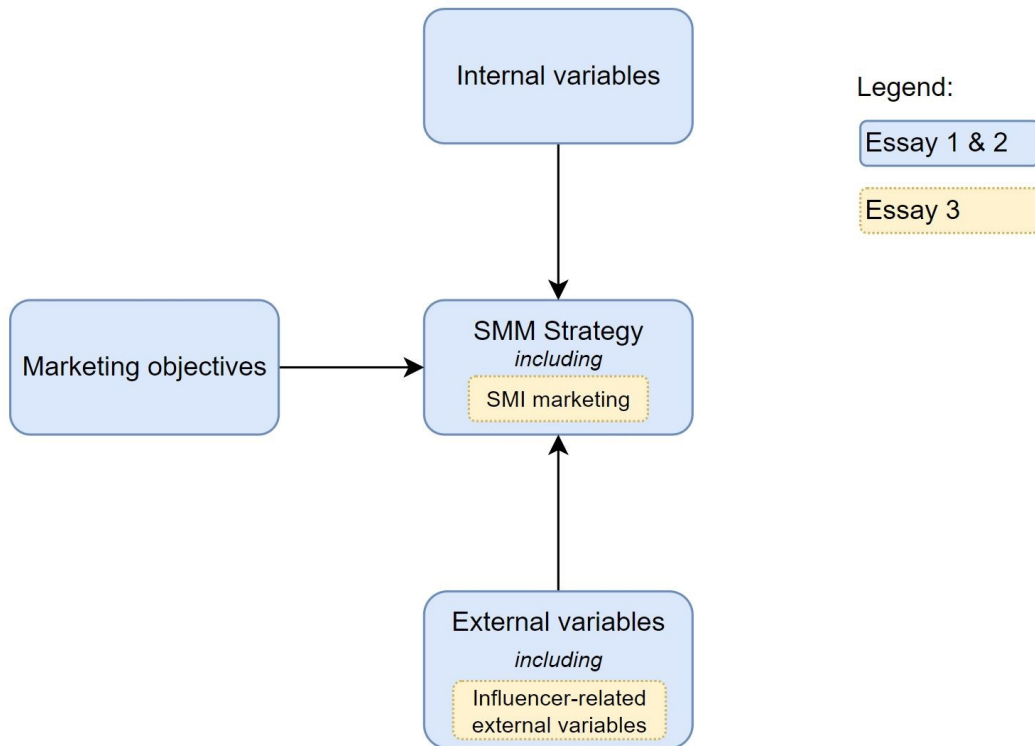 Internal variables
Legend:
Essay 1 & 2
Essay 3
Marketing objectives
SMM Strategy
including
SMI marketing
External variables
including
Influencer-related
external variables